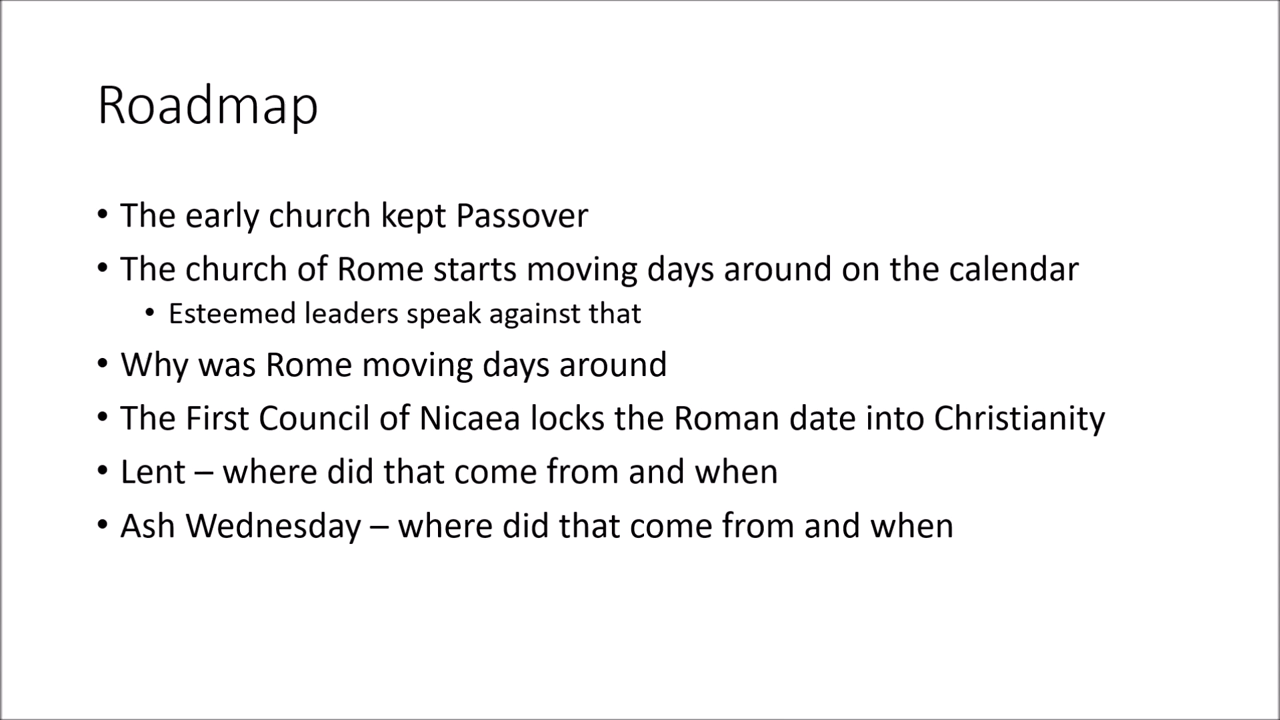 Roadmap
• The early church kept Passover
• The church of Rome starts moving days around on the calendar
• Esteemed leaders speak against that
• Why was Rome moving days around
• The First Council of Nicaea locks the Roman date into Christianity
• Lent – where did that come from and when
• Ash Wednesday – where did that come from and when